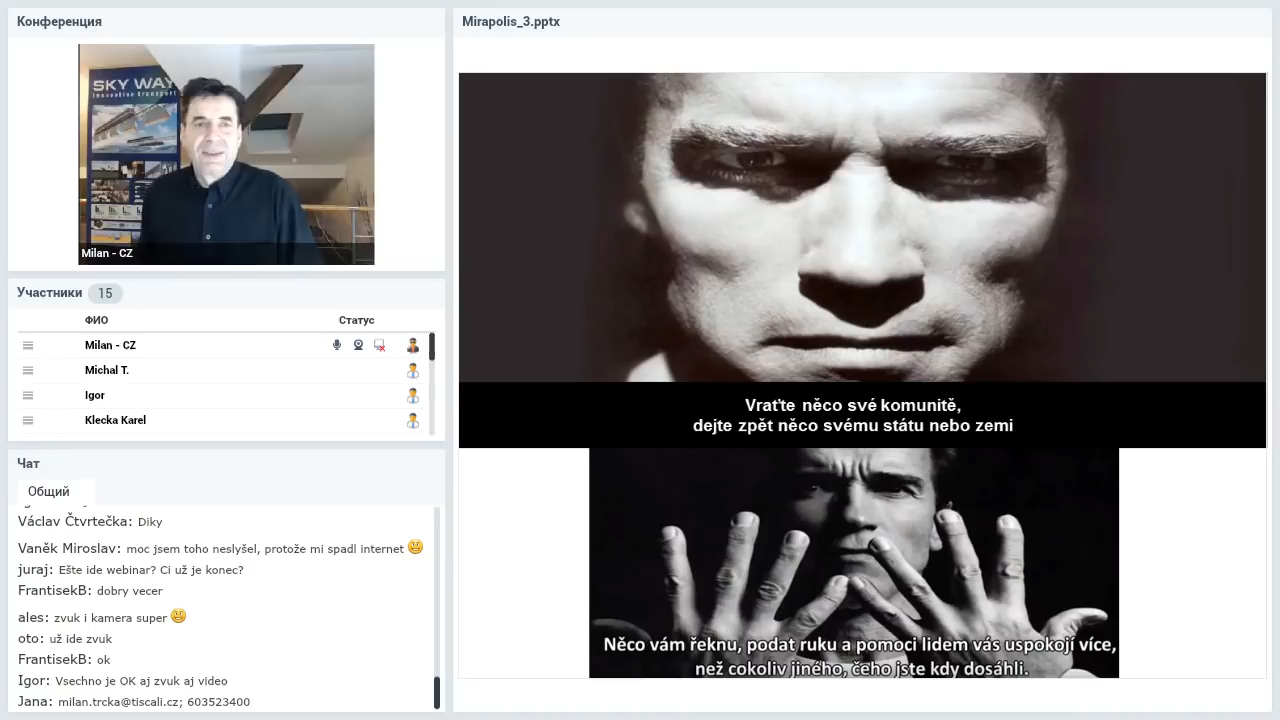 Конференция
SKY WAY
Innovative transport
Milan - CZ
Участники 15
ФИО Статус
Milan - CZ
Michal T.
Igor
Klecka Karel
Чат
Общий
Václav Čtvrtečka: Diky
Vaněk Miroslav: moc jsem toho neslyšel, protože mi spadl internet
juraj: Ešte ide webinar? Ci už je konec?
FrantisekB: dobry vecer
ales: zvuk i kamera super
oto: už ide zvuk
FrantisekB: ok
Igor: Vsechno je OK aj zvuk aj video
Jana: milan.trcka@tiscali.cz; 603523400
Mirapolis_3.pptx
Vraťte něco své komunitě,
dejte zpět něco svému státu nebo zemi
Něco vám řeknu, podat ruku a pomoci lidem vás uspokojí více,
než cokoliv jiného, čeho jste kdy dosáhli.